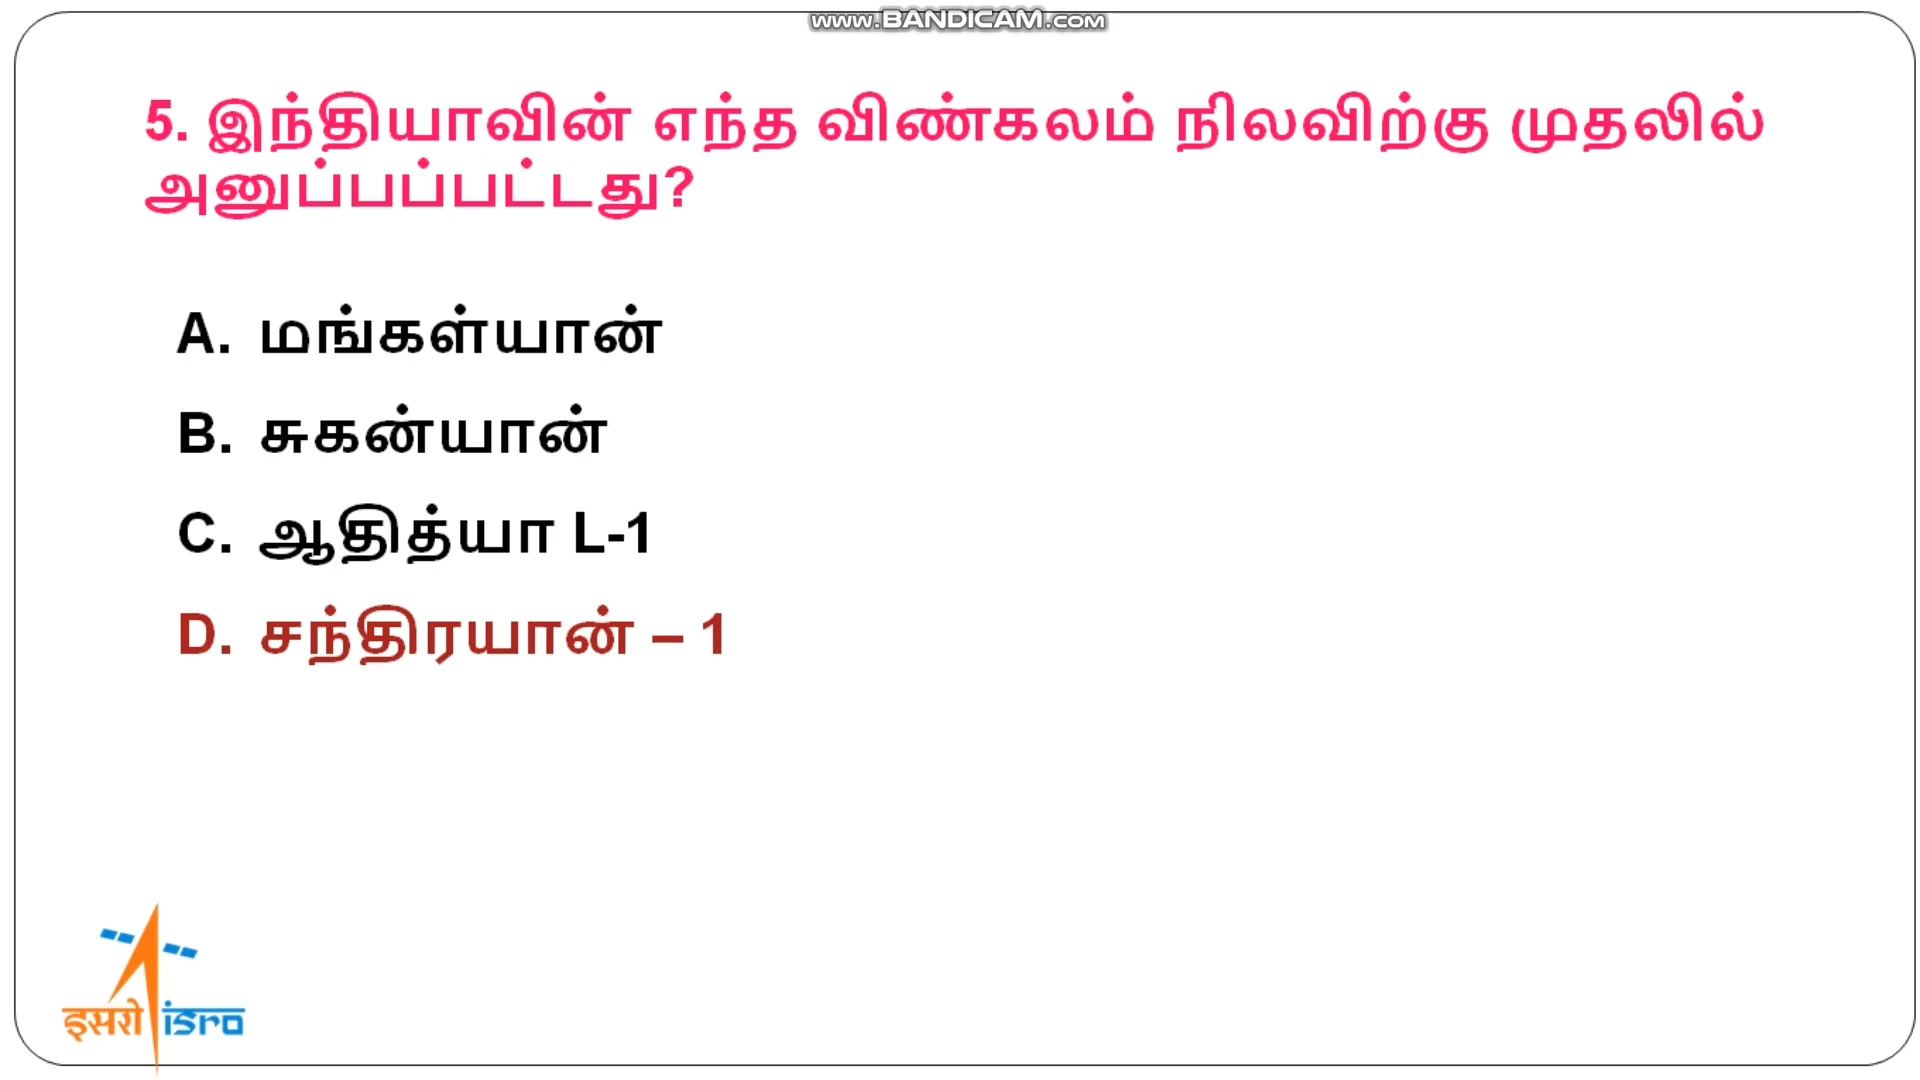 www.BANDICAM.com
5. இந்தியாவின் எந்த விண்கலம் நிலவிற்கு முதலில்
அனுப்பப்பட்டது?
A. மங்கள்யான்
B. சுகன்யான்
C. ஆதித்யா L-1
D. சந்திரயான் – 1
इसरो isro